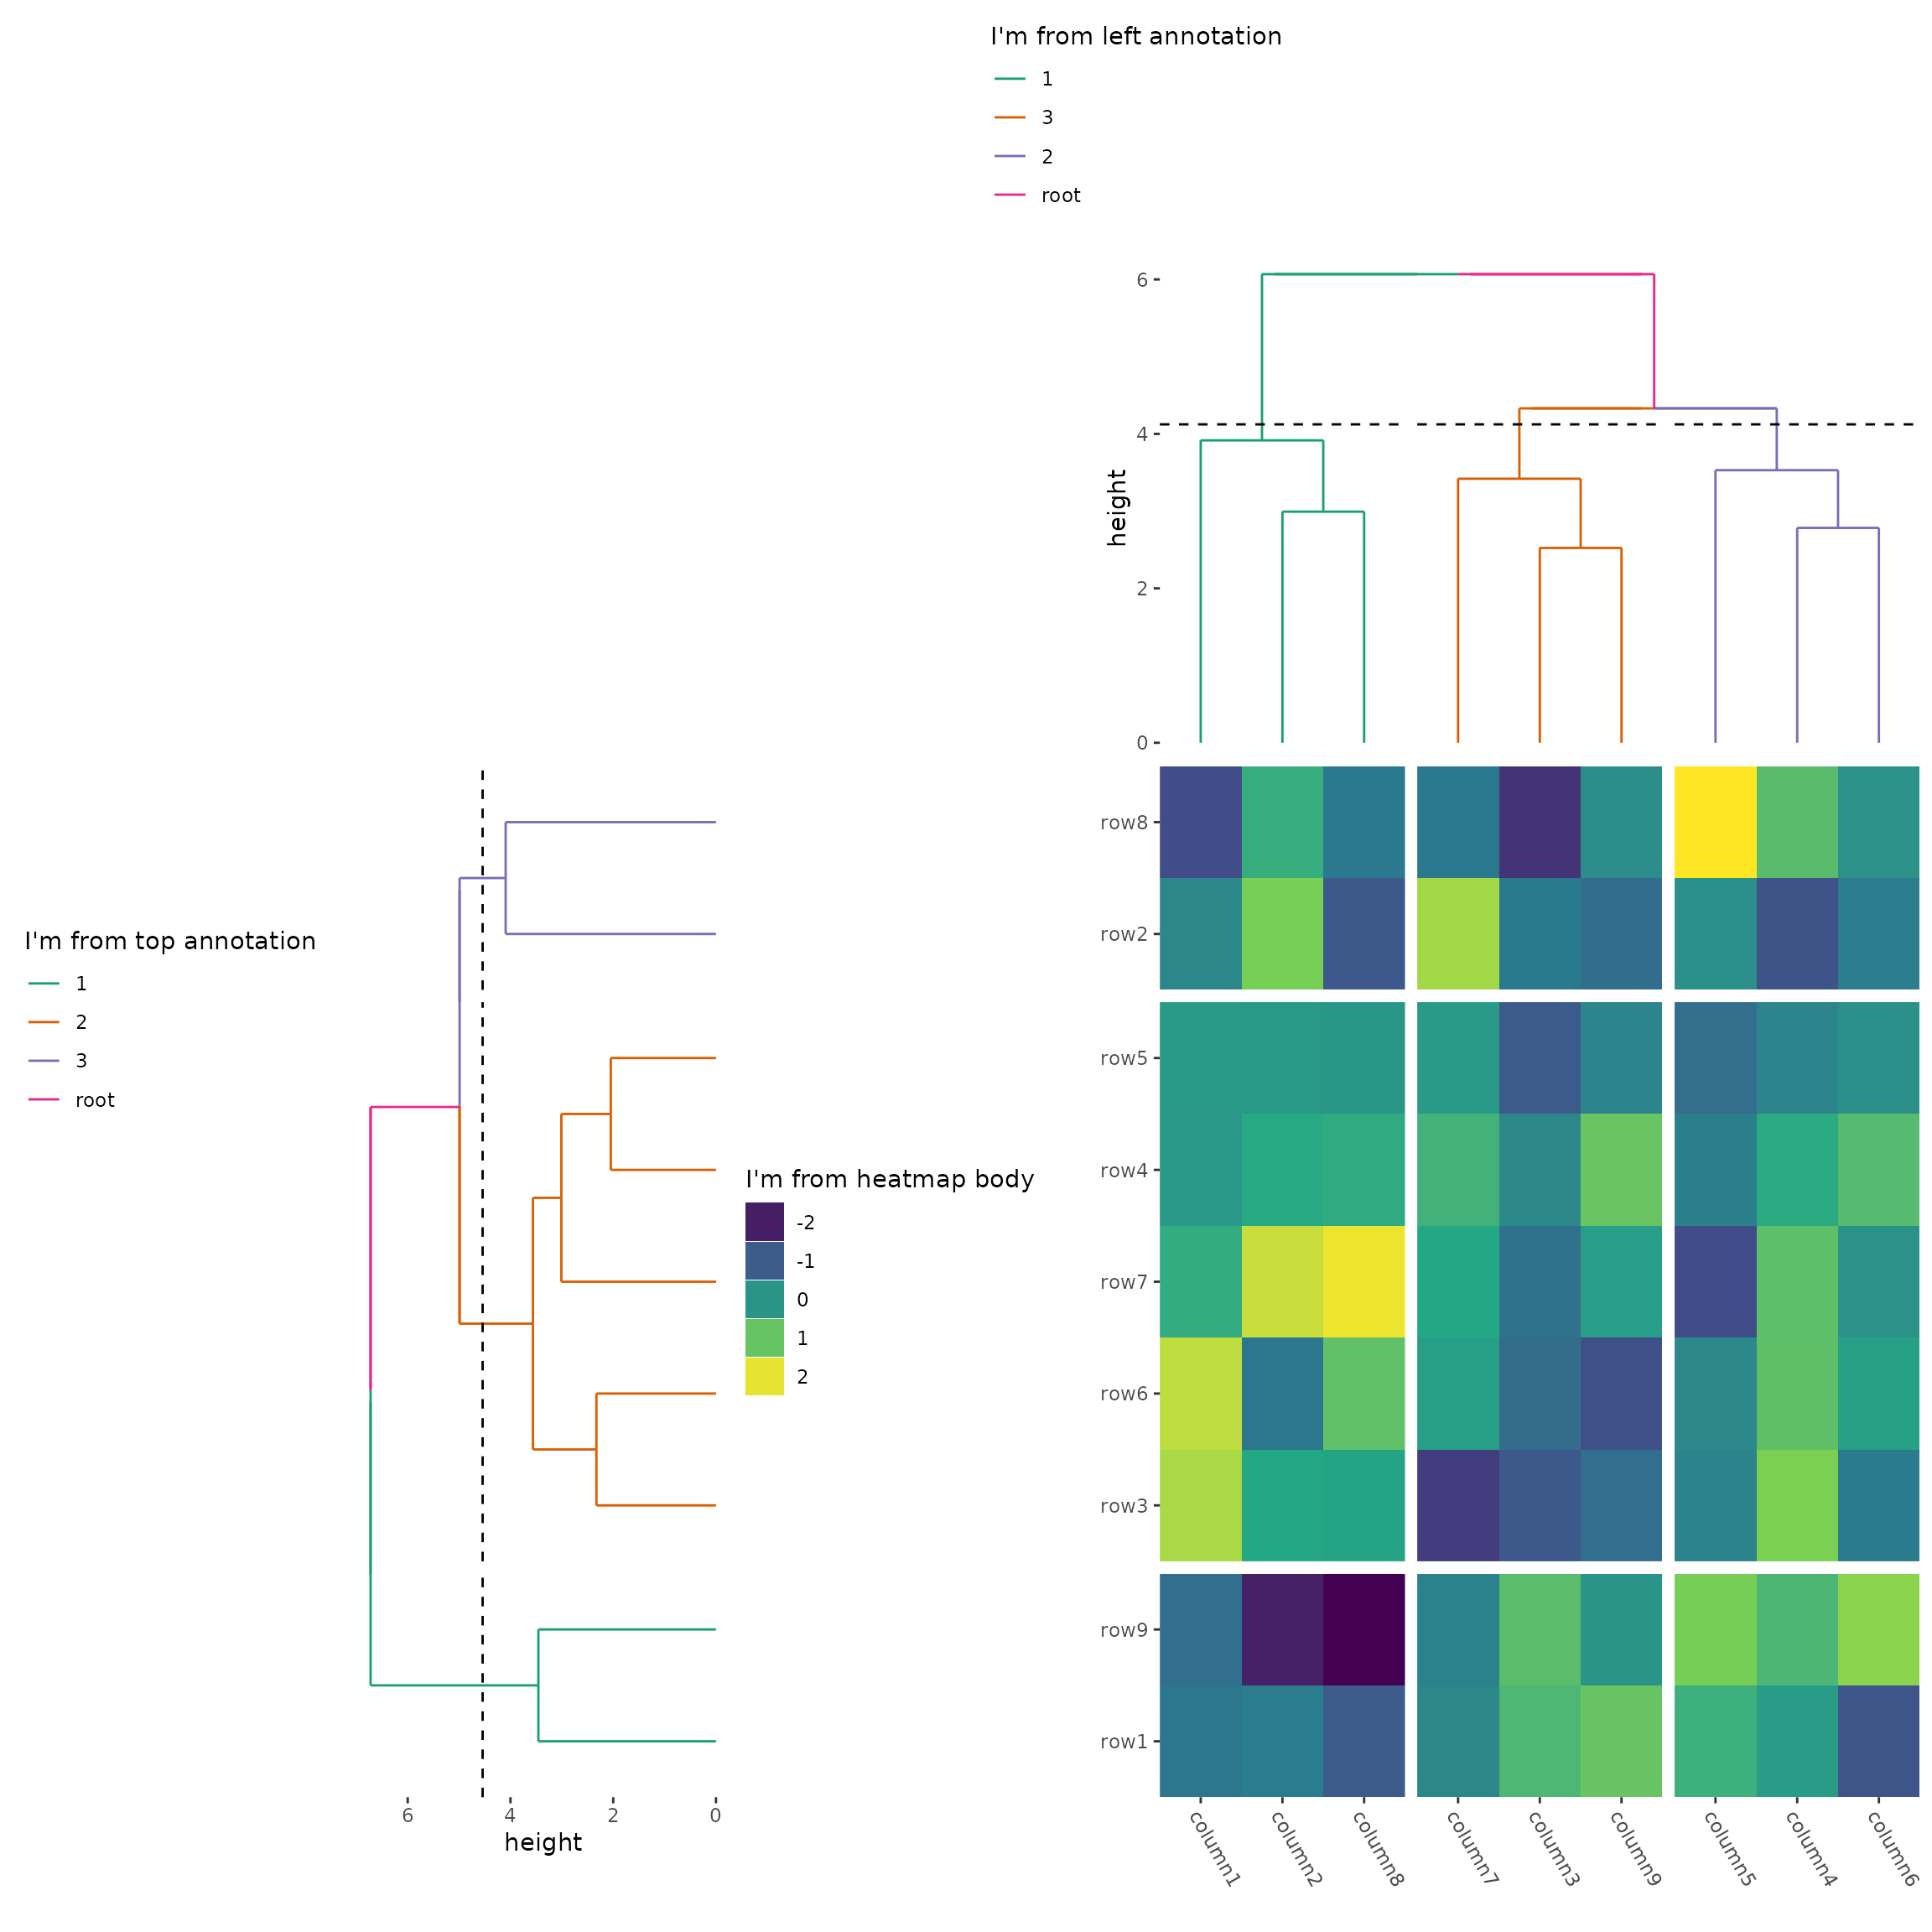 I'm from left annotation
1
3
2
root
6
4
2
0
height
row8
row2
row5
row4
row7
row6
row3
row9
row1
I'm from top annotation
1
2
3
root
I'm from heatmap body
-2
-1
0
1
2
6 4 2 0
height
column1 column2 column8 column7 column3 column9 column5 column4 column6